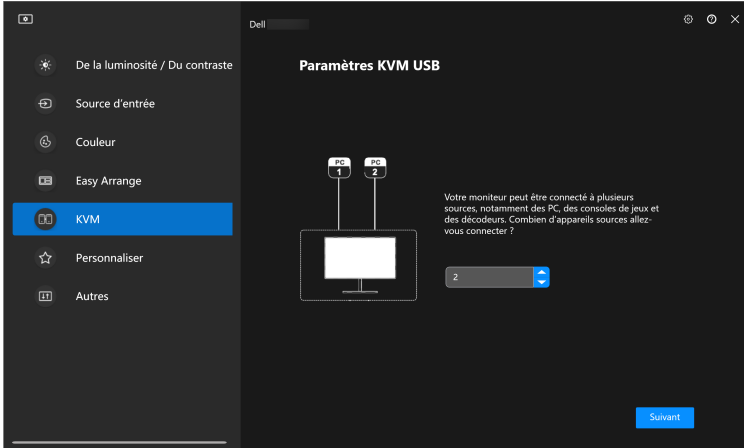 Dell
De la luminosité / Du contraste
Source d'entrée
Couleur
Easy Arrange
KVM
Personnaliser
Autres
Paramètres KVM USB
PC
1
PC
2
Votre moniteur peut être connecté à plusieurs
sources, notamment des PC, des consoles de jeux et
des décodeurs. Combien d'appareils sources allez-
vous connecter ?
2
Suivant